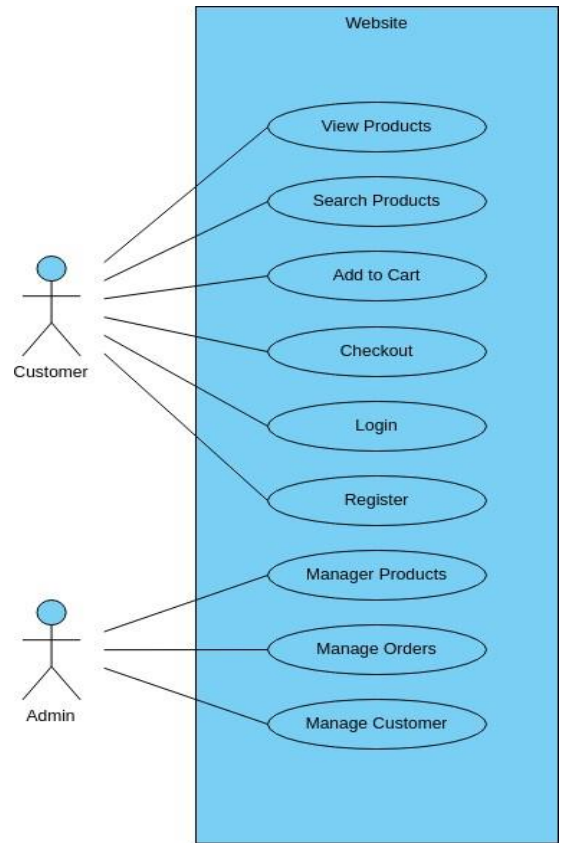 Website
View Products
Search Products
Add to Cart
Checkout
Customer
Login
Register
Manager Products
Manage Orders
Admin
Manage Customer